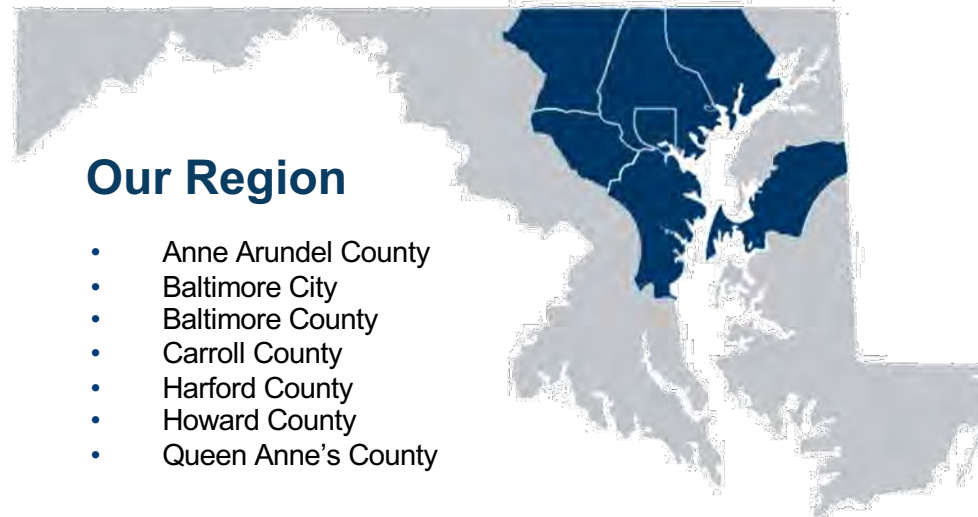 Our Region
• Anne Arundel County
• Baltimore City
• Baltimore County
• Carroll County
• Harford County
• Howard County
• Queen Anne’s County